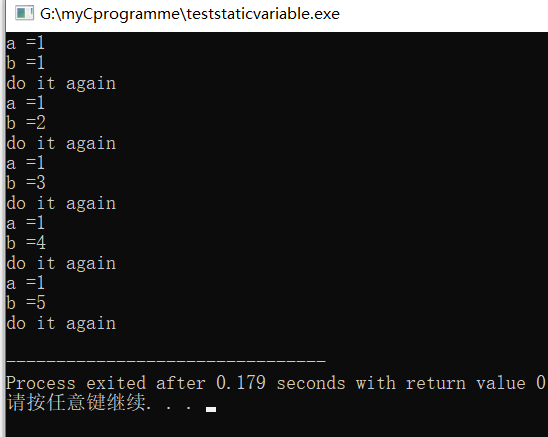 G:\myCprogramme\teststaticvariable.exe
a =1
b =1
do it again
a =1
b =2
do it again
a =1
b =3
do it again
a =1
b =4
do it again
a =1
b =5
do it again
--------------------------------
Process exited after 0.179 seconds with return value 0
请按任意键继续. . .